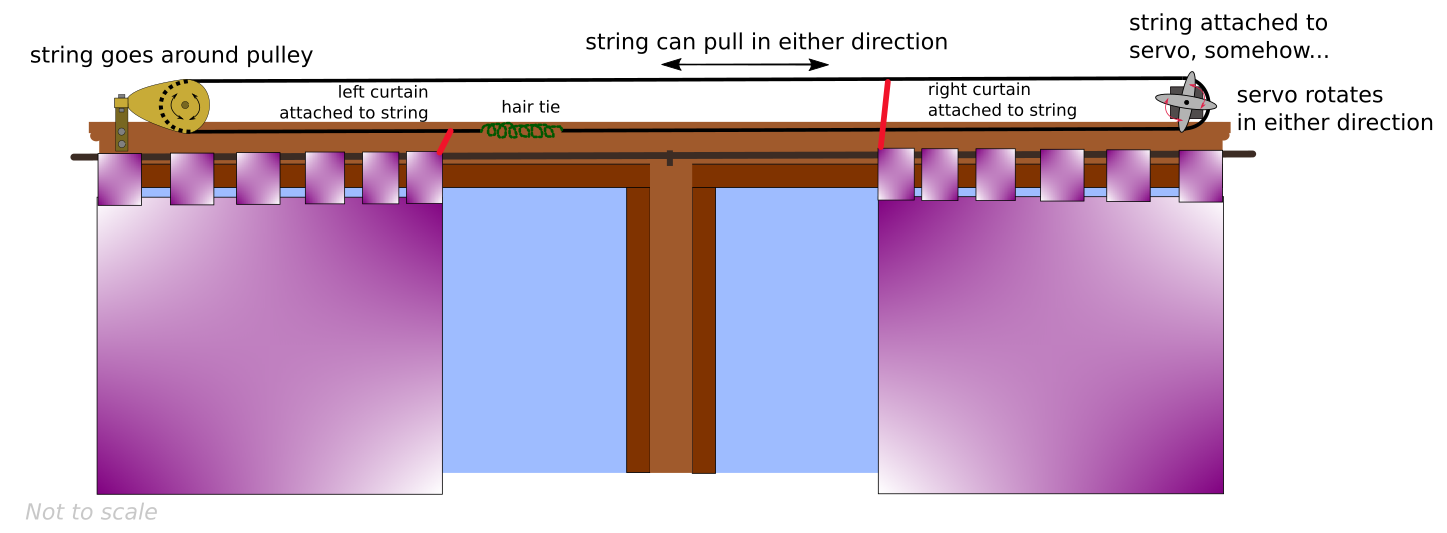 string attached to
servo, somehow...
string goes around pulley
string can pull in either direction
left curtain
attached to string
hair tie
right curtain
attached to string
servo rotates
in either direction
Not to scale